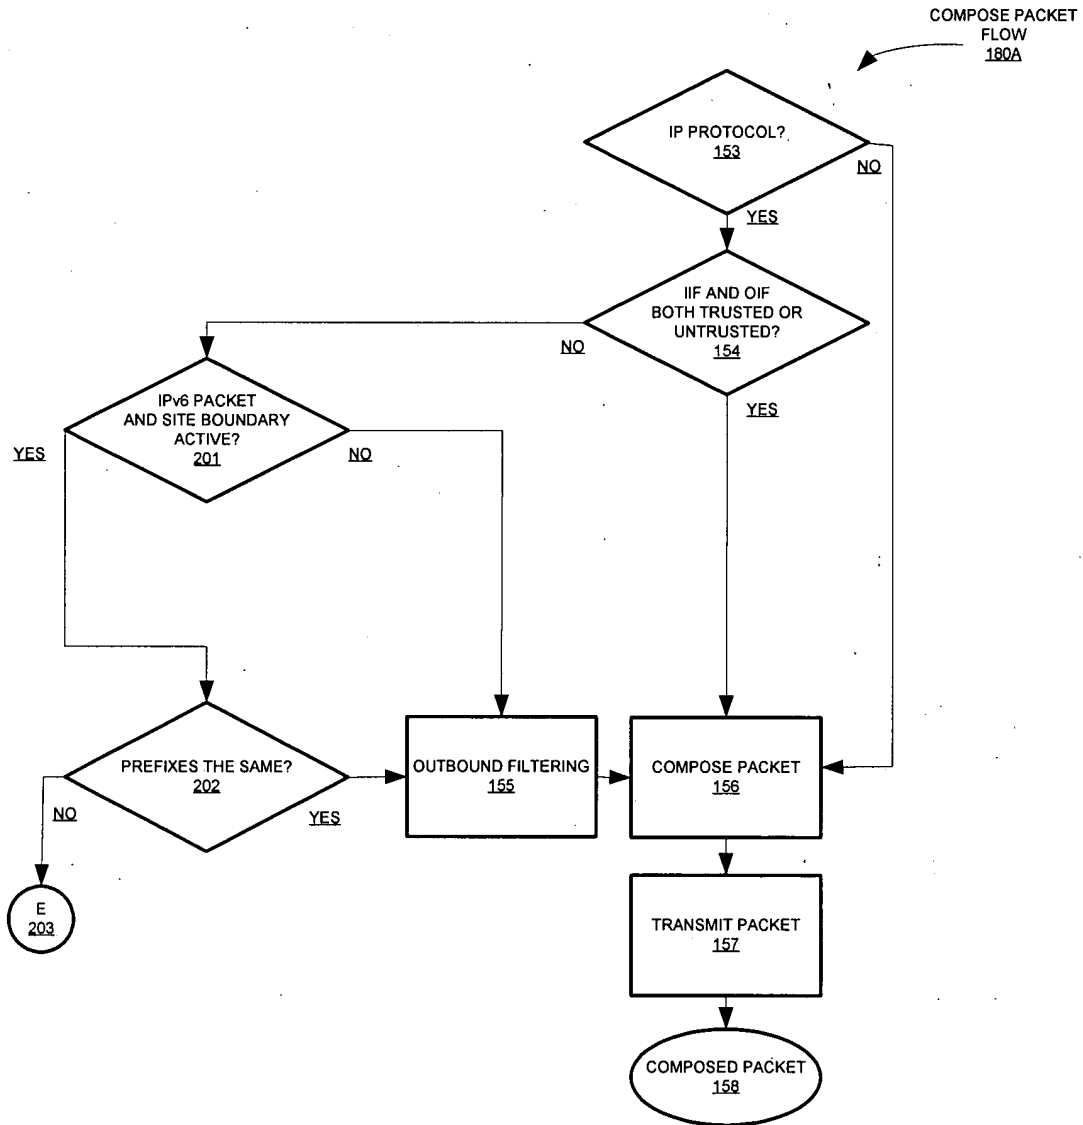 COMPOSE PACKET
FLOW
180A
IP PROTOCOL?
153
NO
YES
IIF AND OIF
BOTH TRUSTED OR
UNTRUSTED?
154
NO
YES
IPv6 PACKET
AND SITE BOUNDARY
ACTIVE?
201
YES
NO
PREFIXES THE SAME?
202
NO
YES
OUTBOUND FILTERING
155
COMPOSE PACKET
156
E
203
TRANSMIT PACKET
157
COMPOSED PACKET
158